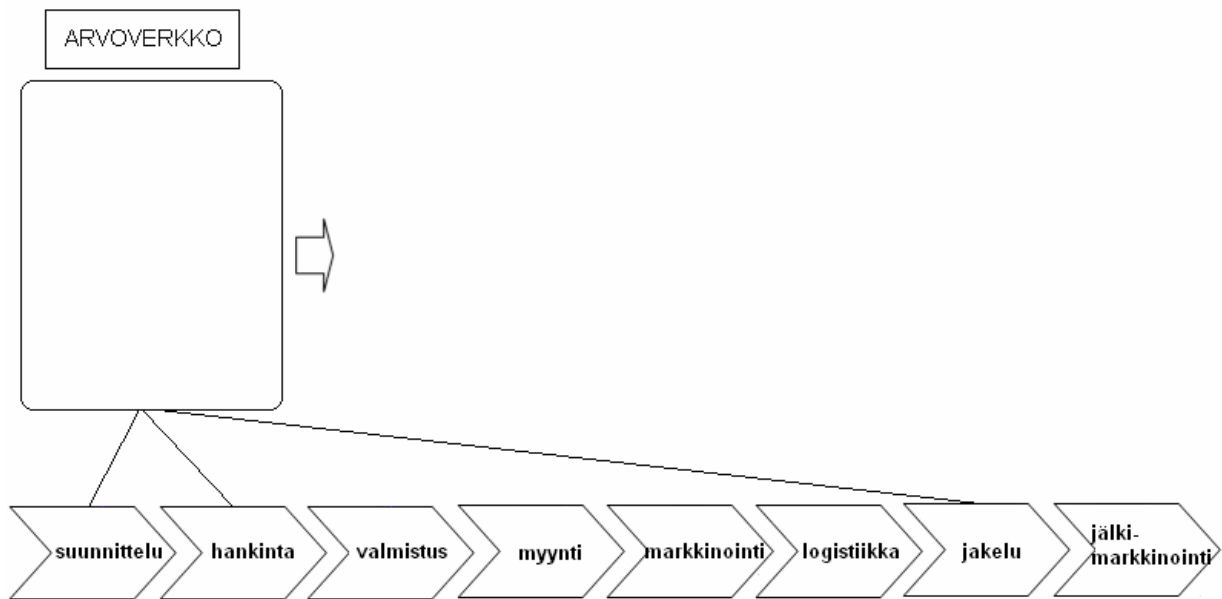 ARVOVERKKO
suunnittelu
hankinta
valmistus
myynti
markkinointi
logistiikka
jakelu
jälki-
markkinointi